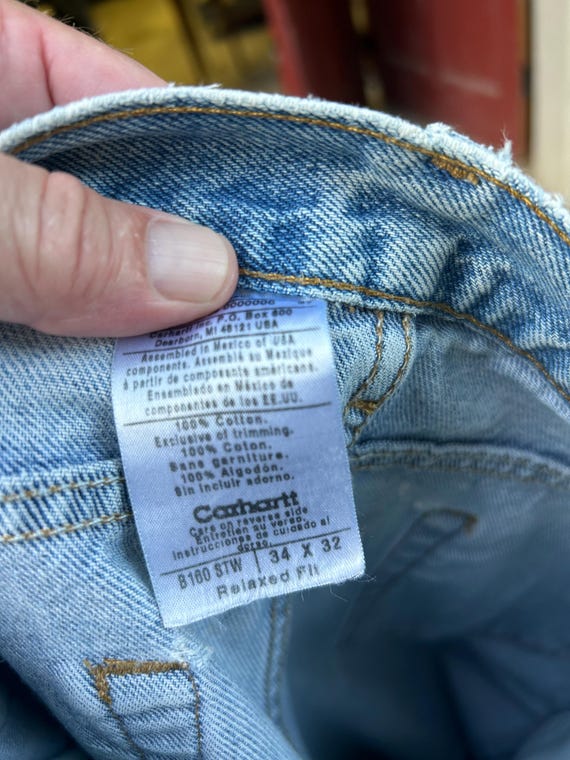 Carhartt Inc. P.O. Box 600
Dearborn, MI 48121 USA
Assembled in Mexico of USA
components. Assemblé au Mexique
à partir de composants américains.
Ensamblado en México de
componentes de los EE.UU.
100% Cotton.
Exclusive of trimming.
100% Coton.
Sans garniture.
100% Algodón.
Sin incluir adorno.
Carhartt
Care on reverse side
Entretien au verso.
Instrucciones de cuidado al
dorso.
B160 STW 34 X 32
Relaxed Fit